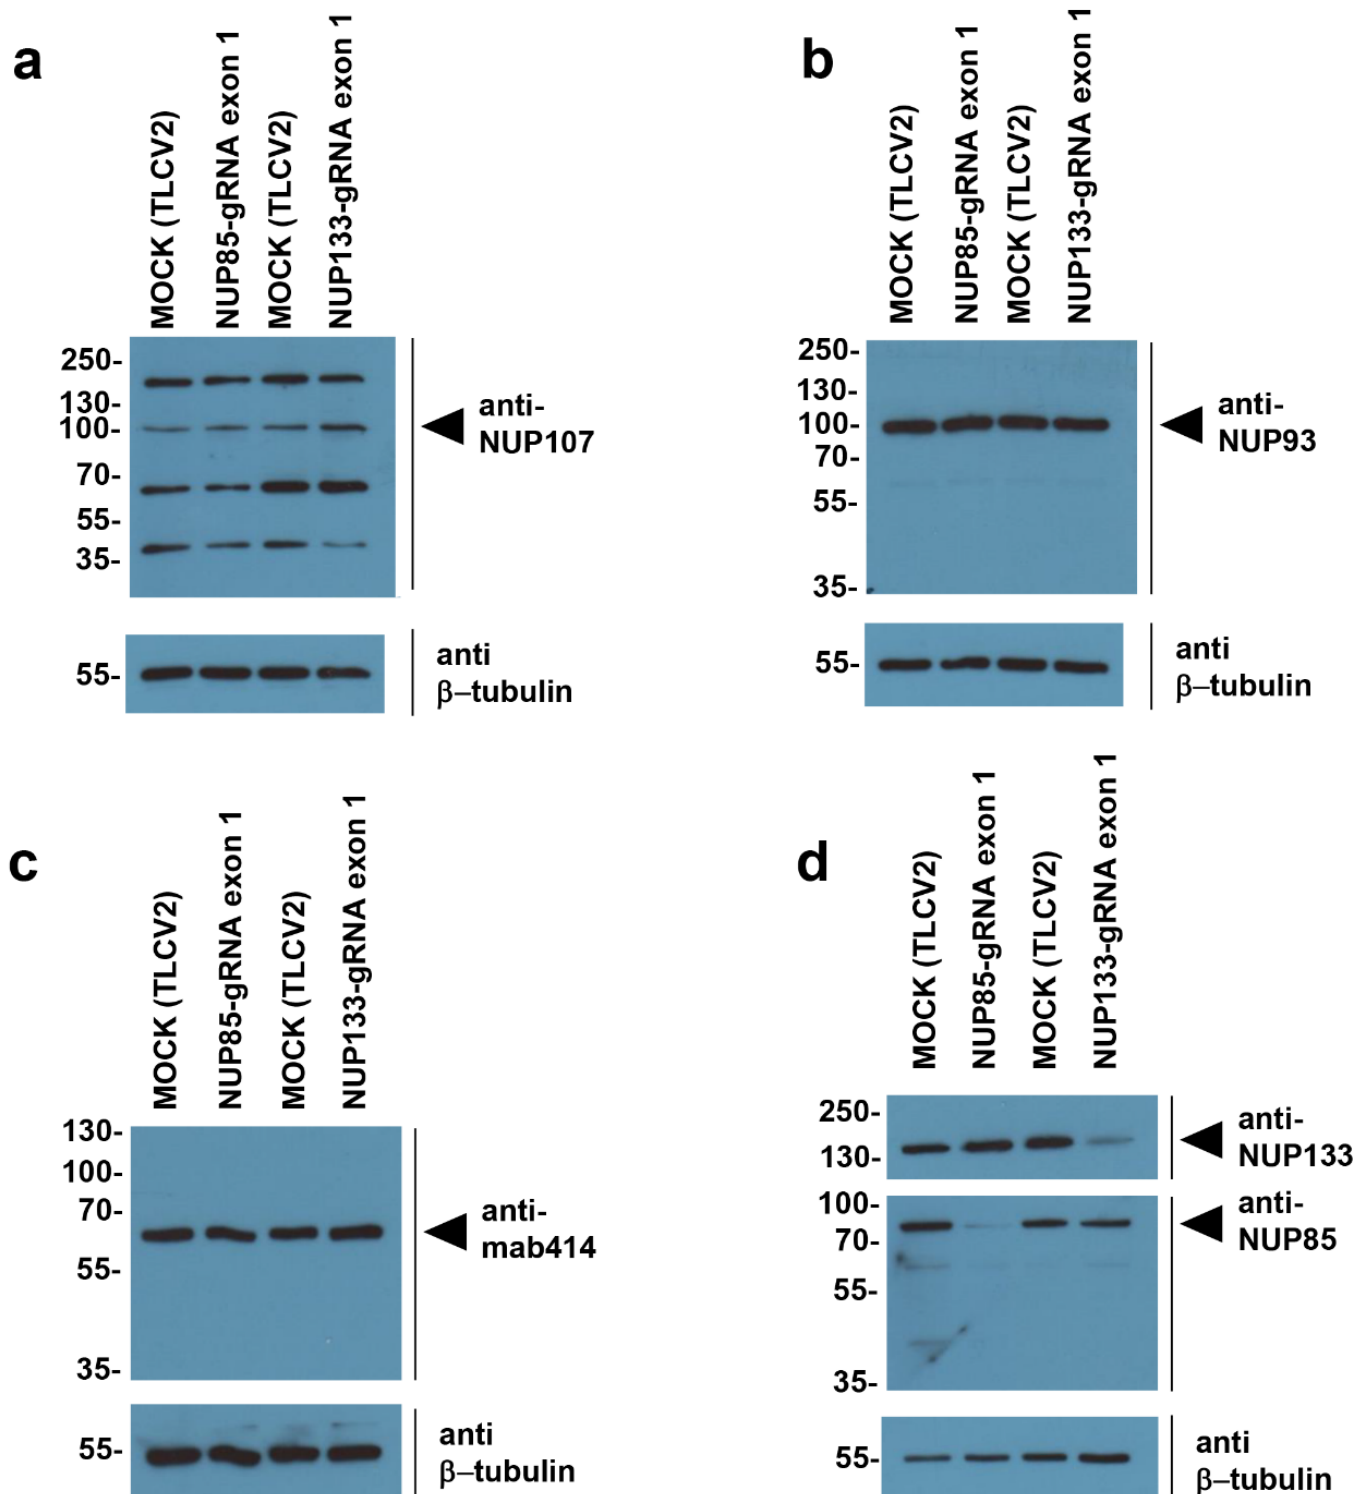 a
MOCK (TLCV2)
NUP85-gRNA exon 1
MOCK (TLCV2)
NUP133-gRNA exon 1
250-
130-
100-
70-
55-
35-
anti-
NUP107
55-
anti
β–tubulin
b
MOCK (TLCV2)
NUP85-gRNA exon 1
MOCK (TLCV2)
NUP133-gRNA exon 1
250-
130-
100-
70-
55-
35-
anti-
NUP93
55-
anti
β–tubulin
c
MOCK (TLCV2)
NUP85-gRNA exon 1
MOCK (TLCV2)
NUP133-gRNA exon 1
130-
100-
70-
55-
35-
anti-
mab414
55-
anti
β–tubulin
d
MOCK (TLCV2)
NUP85-gRNA exon 1
MOCK (TLCV2)
NUP133-gRNA exon 1
250-
130-
anti-
NUP133
100-
70-
55-
35-
anti-
NUP85
55-
anti
β–tubulin